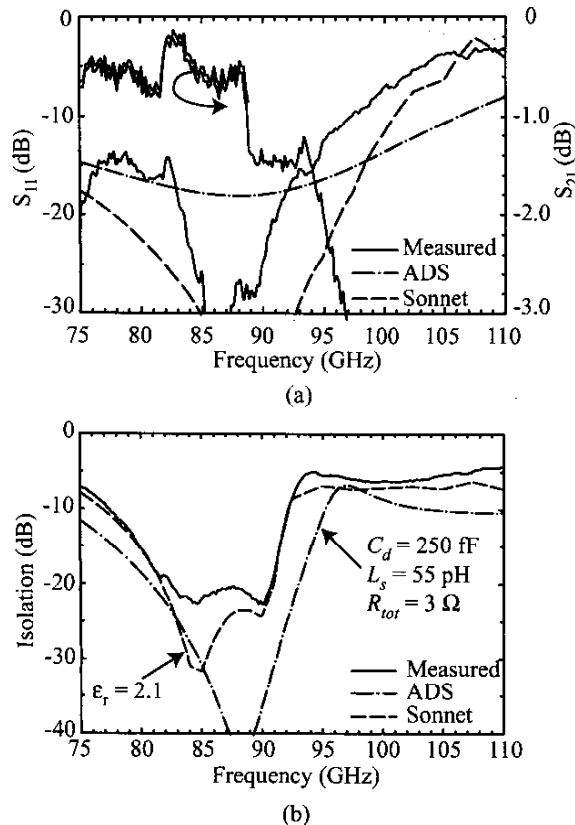 0
-10
-20
-30
S11 (dB)
0
-1.0
-2.0
-3.0
S21 (dB)
Measured
ADS
Sonnet
75 80 85 90 95 100 105 110
Frequency (GHz)
(a)
0
-10
-20
-30
-40
Isolation (dB)
Cd = 250 fF
Ls = 55 pH
Rtot = 3 Ω
εr = 2.1
Measured
ADS
Sonnet
75 80 85 90 95 100 105 110
Frequency (GHz)
(b)